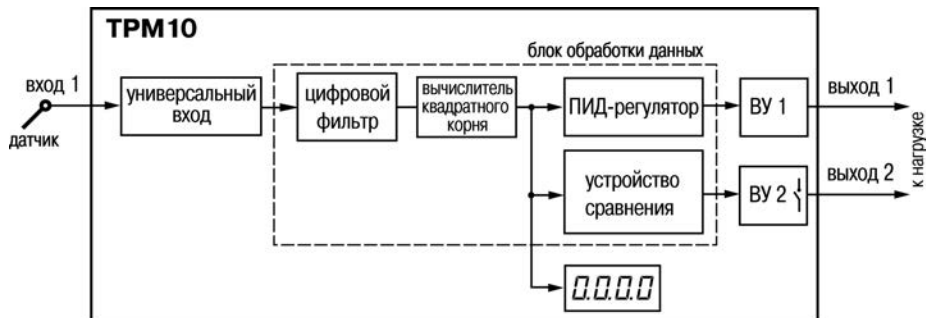 ТРМ10
блок обработки данных
вход 1
датчик
универсальный
вход
цифровой
фильтр
вычислитель
квадратного
корня
ПИД-регулятор
ВУ 1
выход 1
устройство
сравнения
ВУ 2
выход 2
к нагрузке
0.0.0.0